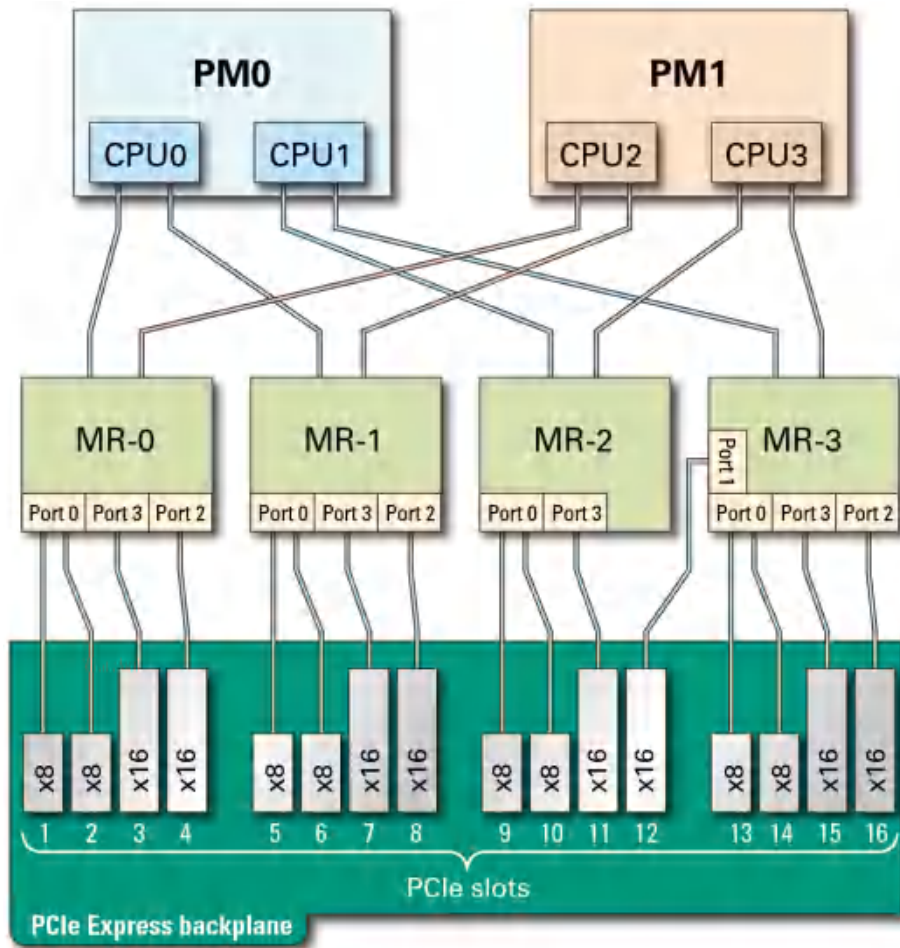 PM0
PM1
CPU0
CPU1
CPU2
CPU3
MR-0
MR-1
MR-2
MR-3
Port 1
Port 0 Port 3 Port 2
Port 0 Port 3 Port 2
Port 0 Port 3
Port 0 Port 3 Port 2
x8 x8 x16 x16
x8 x8 x16 x16
x8 x8 x16 x16
x8 x8 x16 x16
1 2 3 4 5 6 7 8 9 10 11 12 13 14 15 16
PCIe slots
PCIe Express backplane